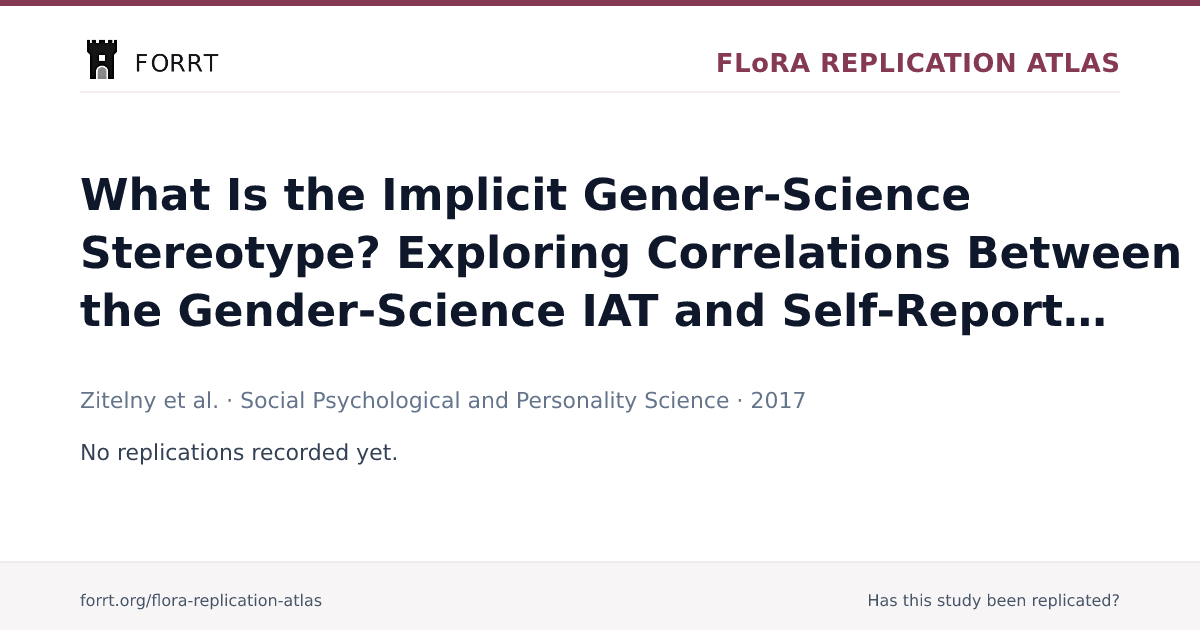 FORRT
FLoRA REPLICATION ATLAS
What Is the Implicit Gender-Science
Stereotype? Exploring Correlations Between
the Gender-Science IAT and Self-Report…
Zitelny et al. · Social Psychological and Personality Science · 2017
No replications recorded yet.
forrt.org/flora-replication-atlas
Has this study been replicated?